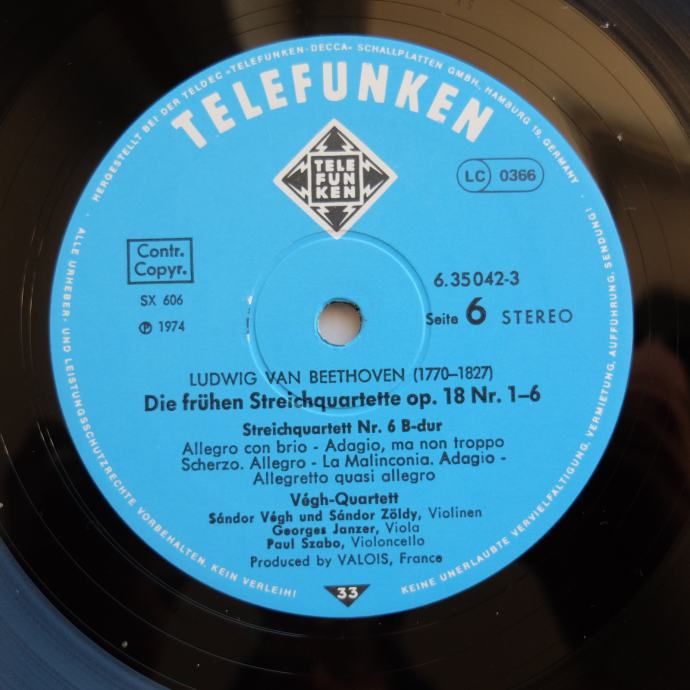 HERGESTELLT BEI DER TELDEC »TELEFUNKEN-DECCA« SCHALLPLATTEN GMBH, HAMBURG 19, GERMANY
TELEFUNKEN
TELE
FUN
KEN
LC 0366
Contr.
Copyr.
SX 606
℗ 1974
6.35042-3
Seite 6 STEREO
LUDWIG VAN BEETHOVEN (1770–1827)
Die frühen Streichquartette op. 18 Nr. 1–6
Streichquartett Nr. 6 B-dur
Allegro con brio - Adagio, ma non troppo
Scherzo. Allegro - La Malinconia. Adagio -
Allegretto quasi allegro
Végh-Quartett
Sándor Végh und Sándor Zöldy, Violinen
Georges Janzer, Viola
Paul Szabo, Violoncello
Produced by VALOIS, France
33
ALLE URHEBER- UND LEISTUNGSSCHUTZRECHTE VORBEHALTEN. KEIN VERLEIH!
KEINE UNERLAUBTE VERVIELFÄLTIGUNG, VERMIETUNG, AUFFÜHRUNG, SENDUNG!